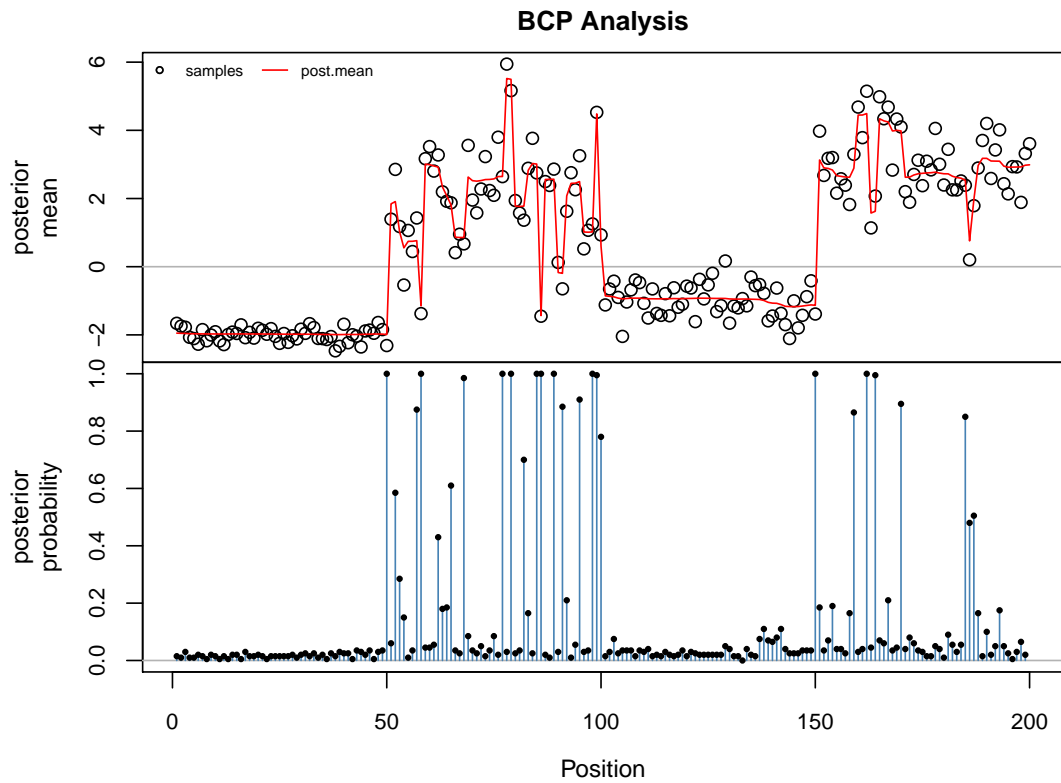 BCP Analysis
samples
post.mean
posterior
mean
6
4
2
0
−2
posterior
probability
1.0
0.8
0.6
0.4
0.2
0.0
0
50
100
150
200
Position